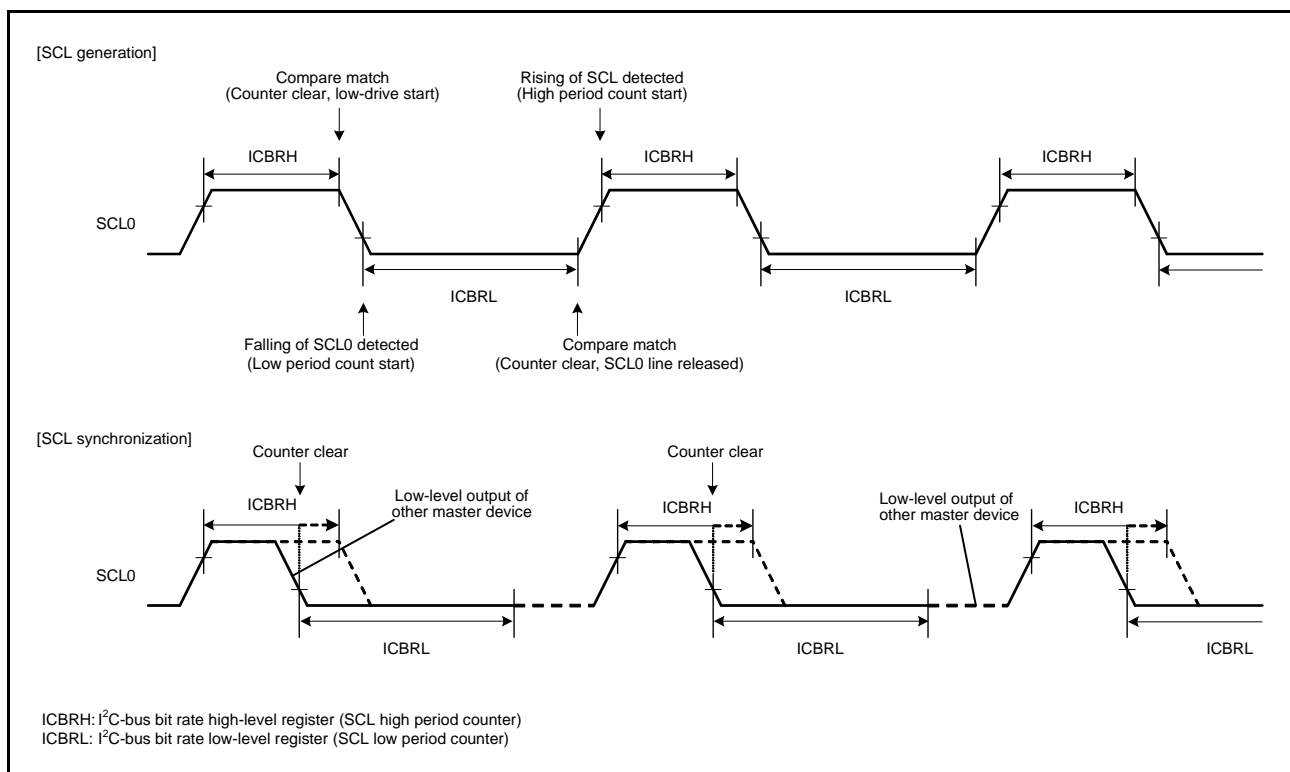 [SCL generation]
Compare match
(Counter clear, low-drive start)
Rising of SCL detected
(High period count start)
ICBRH
ICBRH
ICBRH
SCL0
ICBRL
ICBRL
Falling of SCL0 detected
(Low period count start)
Compare match
(Counter clear, SCL0 line released)
[SCL synchronization]
Counter clear
Counter clear
ICBRH
Low-level output of
other master device
ICBRH
Low-level output of
other master device
ICBRH
SCL0
ICBRL
ICBRL
ICBRL
ICBRH: I²C-bus bit rate high-level register (SCL high period counter)
ICBRL: I²C-bus bit rate low-level register (SCL low period counter)